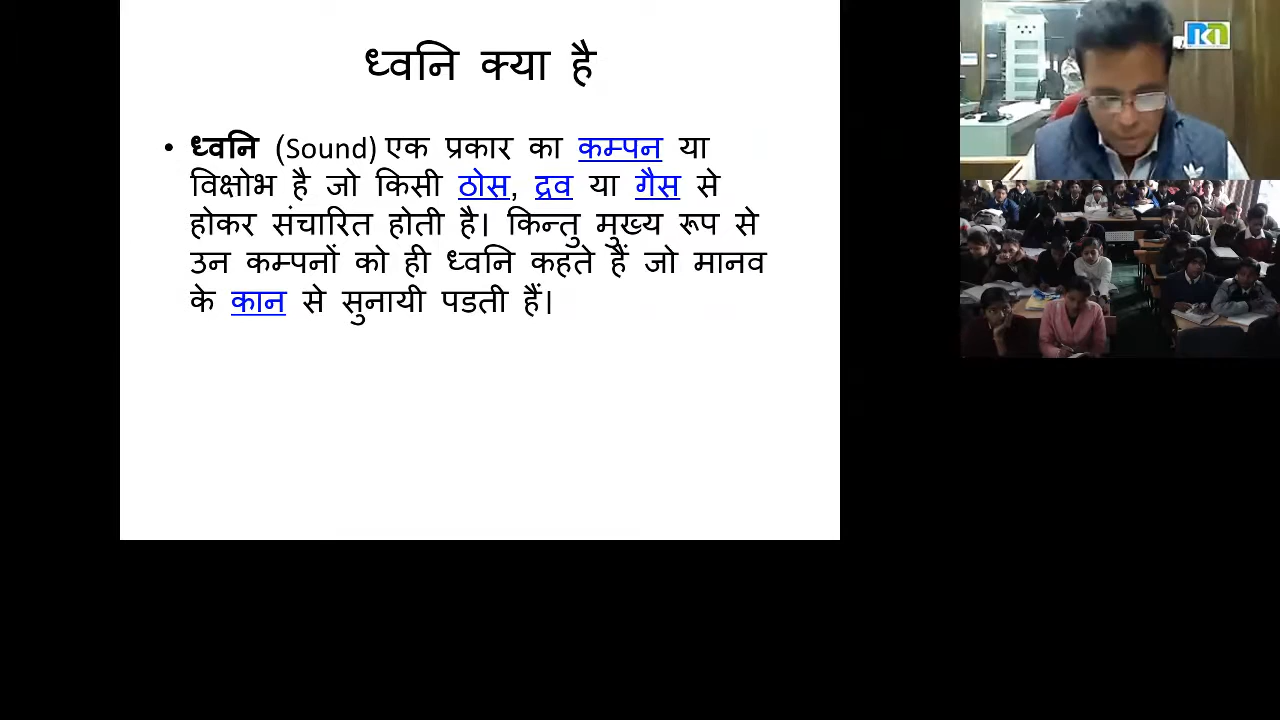 ध्वनि क्या है
• ध्वनि (Sound) एक प्रकार का कम्पन या
विक्षोभ है जो किसी ठोस, द्रव या गैस से
होकर संचारित होती है। किन्तु मुख्य रूप से
उन कम्पनों को ही ध्वनि कहते हैं जो मानव
के कान से सुनायी पडती हैं।